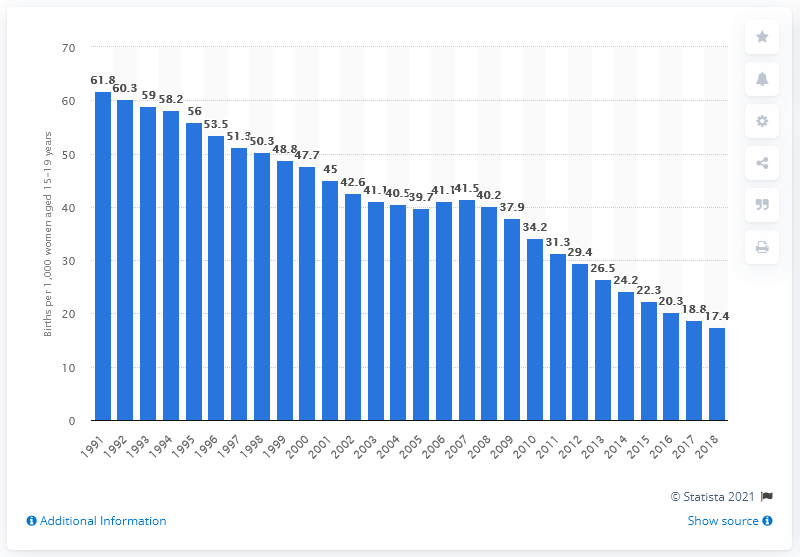 70
60
50
40
30
20
10
0
Births per 1,000 women aged 15-19 years
61.8 60.3 59 58.2 56 53.5 51.3 50.3 48.8 47.7 45 42.6 41.1 40.5 39.7 41.1 41.5 40.2 37.9 34.2 31.3 29.4 26.5 24.2 22.3 20.3 18.8 17.4
1991 1992 1993 1994 1995 1996 1997 1998 1999 2000 2001 2002 2003 2004 2005 2006 2007 2008 2009 2010 2011 2012 2013 2014 2015 2016 2017 2018
© Statista 2021
Additional Information
Show source